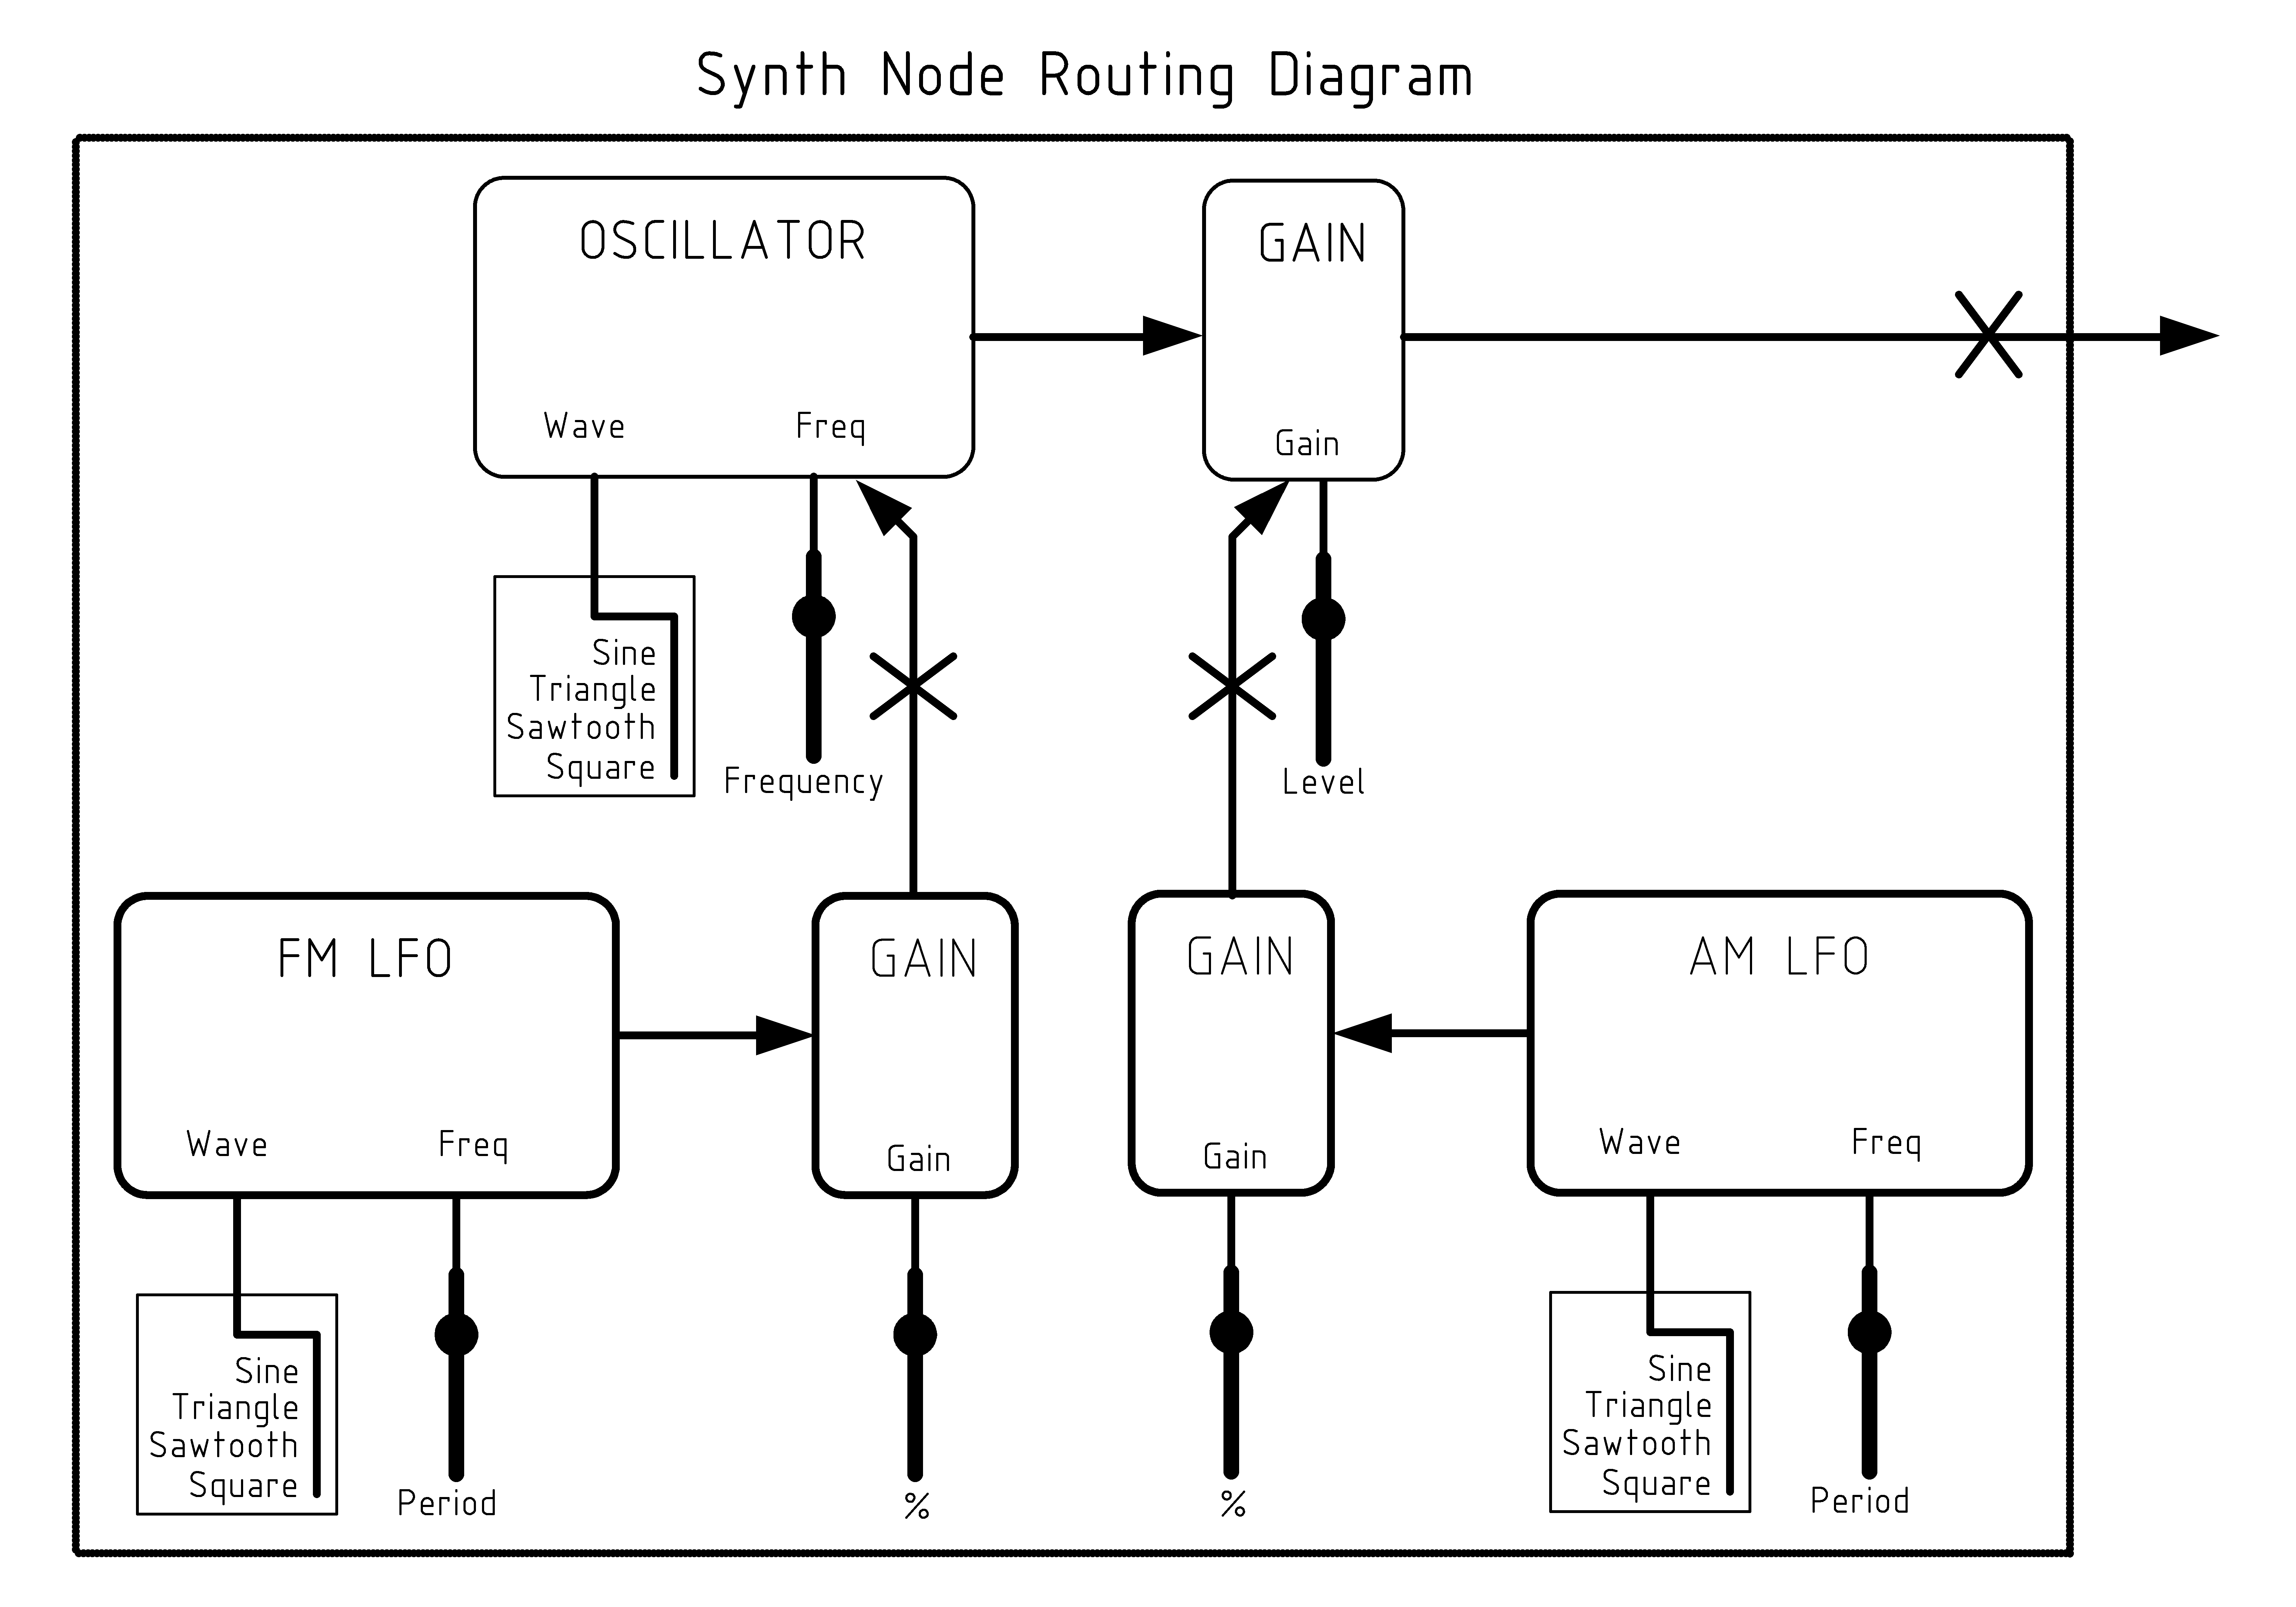 Synth Node Routing Diagram
OSCILLATOR
Wave
Freq
GAIN
Gain
Sine
Triangle
Sawtooth
Square
Frequency
Level
FM LFO
Wave
Freq
GAIN
Gain
GAIN
Gain
AM LFO
Wave
Freq
Sine
Triangle
Sawtooth
Square
Period
%
%
Sine
Triangle
Sawtooth
Square
Period